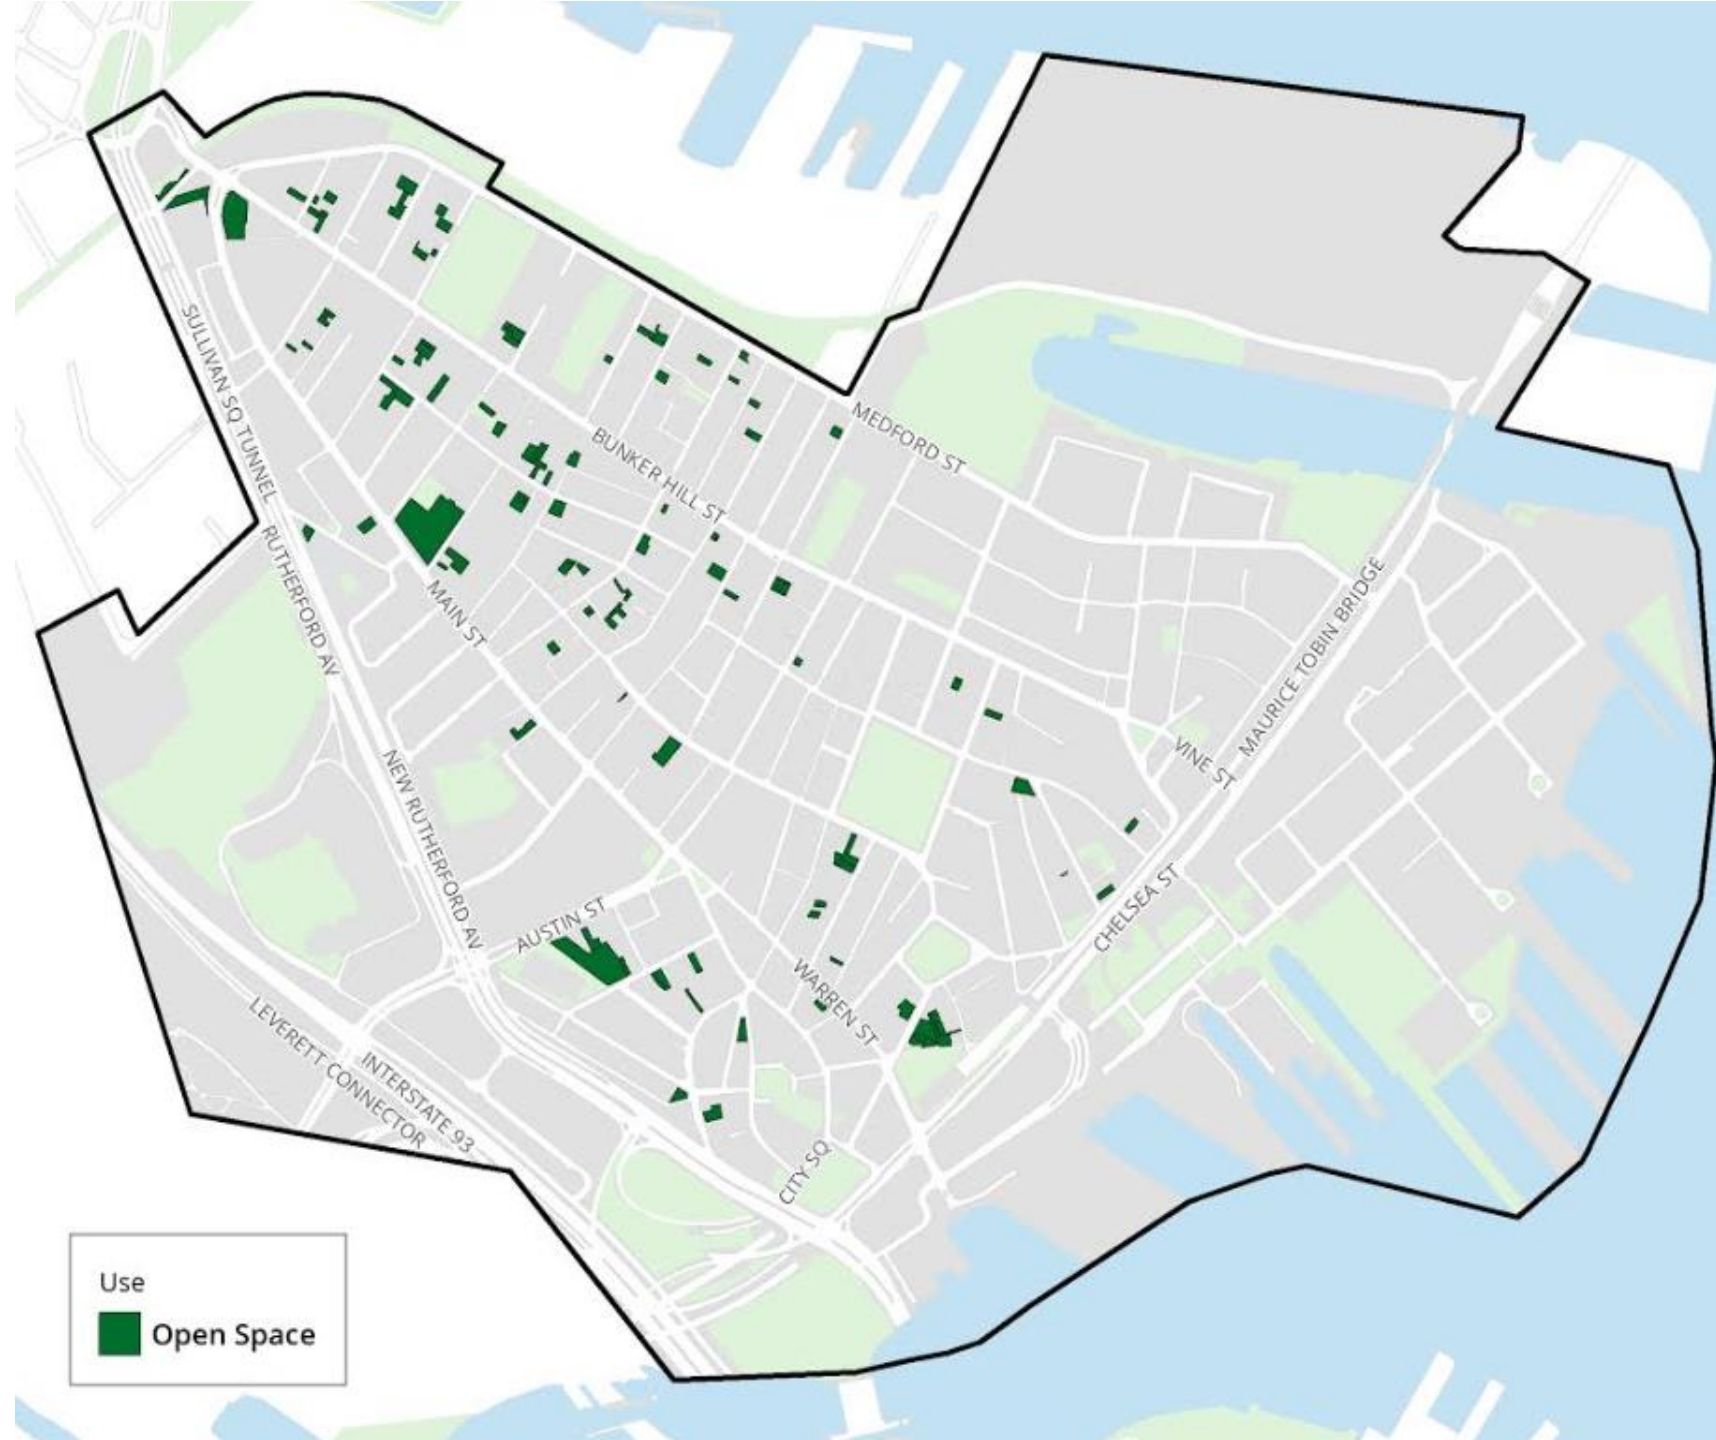 MEDFORD ST
BUNKER HILL ST
SULLIVAN SQ TUNNEL
RUTHERFORD AV
MAIN ST
MAURICE TOBIN BRIDGE
VINE ST
NEW RUTHERFORD AV
AUSTIN ST
CHELSEA ST
WARREN ST
LEVERETT CONNECTOR
INTERSTATE 93
CITY SQ
Use
Open Space